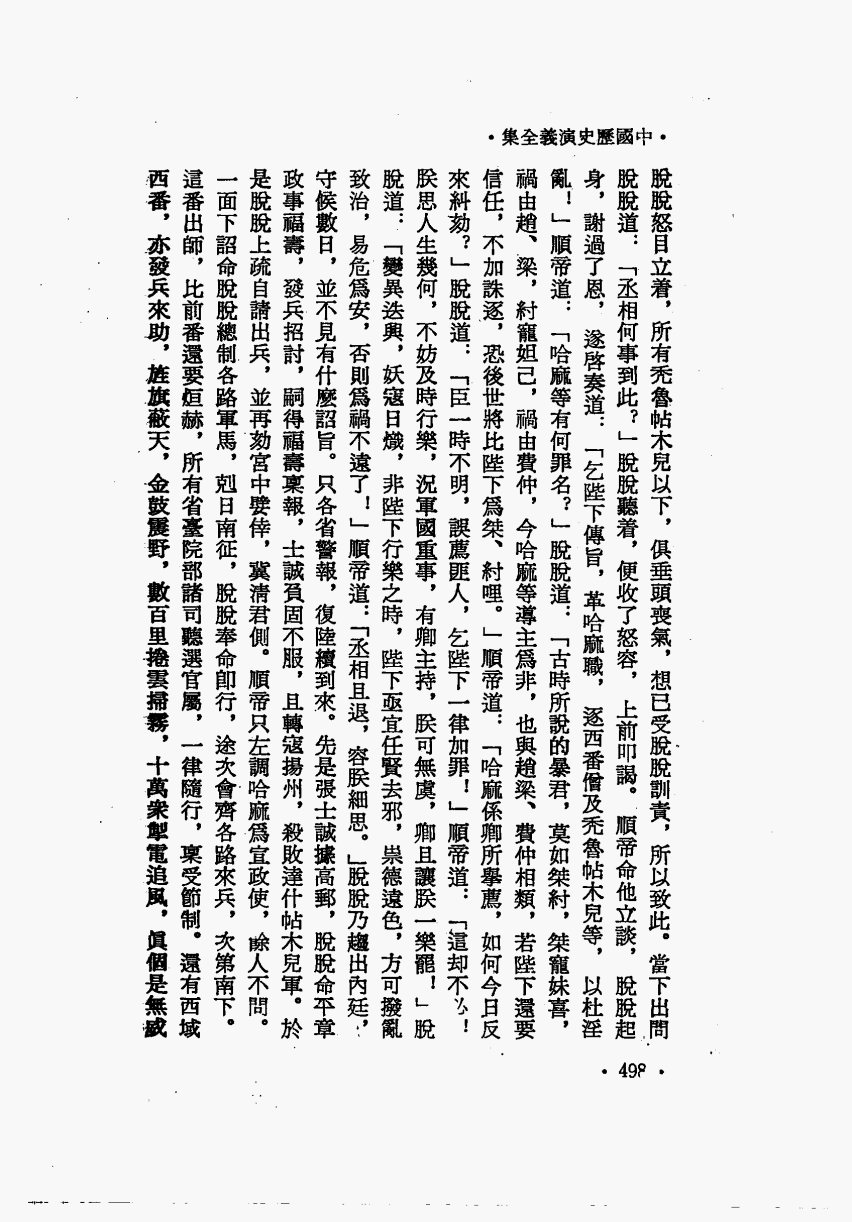 •中國歷史演義全集•
脫脫怒目立着，所有禿魯帖木兒以下，俱垂頭喪氣，想已受脫脫訓責，所以致此。當下出問
脫脫道：「丞相何事到此？」脫脫聽着，便收了怒容，上前叩謁。順帝命他立談，脫脫起
身，謝過了恩，遂啓奏道：「乞陛下傳旨，革哈麻職，逐西番僧及禿魯帖木兒等，以杜淫
亂！」順帝道：「哈麻等有何罪名？」脫脫道：「古時所說的暴君，莫如桀紂，桀寵妹喜，
禍由趙、梁，紂寵妲己，禍由費仲，今哈麻等導主爲非，也與趙梁、費仲相類，若陛下還要
信任，不加誅逐，恐後世將比陛下爲桀、紂哩。」順帝道：「哈麻係卿所擧薦，如何今日反
來糾劾？」脫脫道：「臣一時不明，誤薦匪人，乞陛下一律加罪！」順帝道：「這却不必！
朕思人生幾何，不妨及時行樂，況軍國重事，有卿主持，朕可無虞，卿且讓朕一樂罷！」脫
脫道：「變異迭興，妖寇日熾，非陛下行樂之時，陛下亟宜任賢去邪，崇德遠色，方可撥亂
致治，易危爲安，否則爲禍不遠了！」順帝道：「丞相且退，容朕細思。」脫脫乃趨出內廷，
守候數日，並不見有什麼詔旨。只各省警報，復陸續到來。先是張士誠據高郵，脫脫命平章
政事福壽，發兵招討，嗣得福壽稟報，士誠負固不服，且轉寇揚州，殺敗達什帖木兒軍。於
是脫脫上疏自請出兵，並再劾宮中嬖倖，冀清君側。順帝只左調哈麻爲宣政使，餘人不問。
一面下詔命脫脫總制各路軍馬，剋日南征，脫脫奉命卽行，途次會齊各路來兵，次第南下。
這番出師，比前番還要烜赫，所有省臺院部諸司聽選官屬，一律隨行，稟受節制。還有西域
西番，亦發兵來助，旌旗蔽天，金鼓震野，數百里捲雲掃霧，十萬衆掣電追風，眞個是無威
•498•